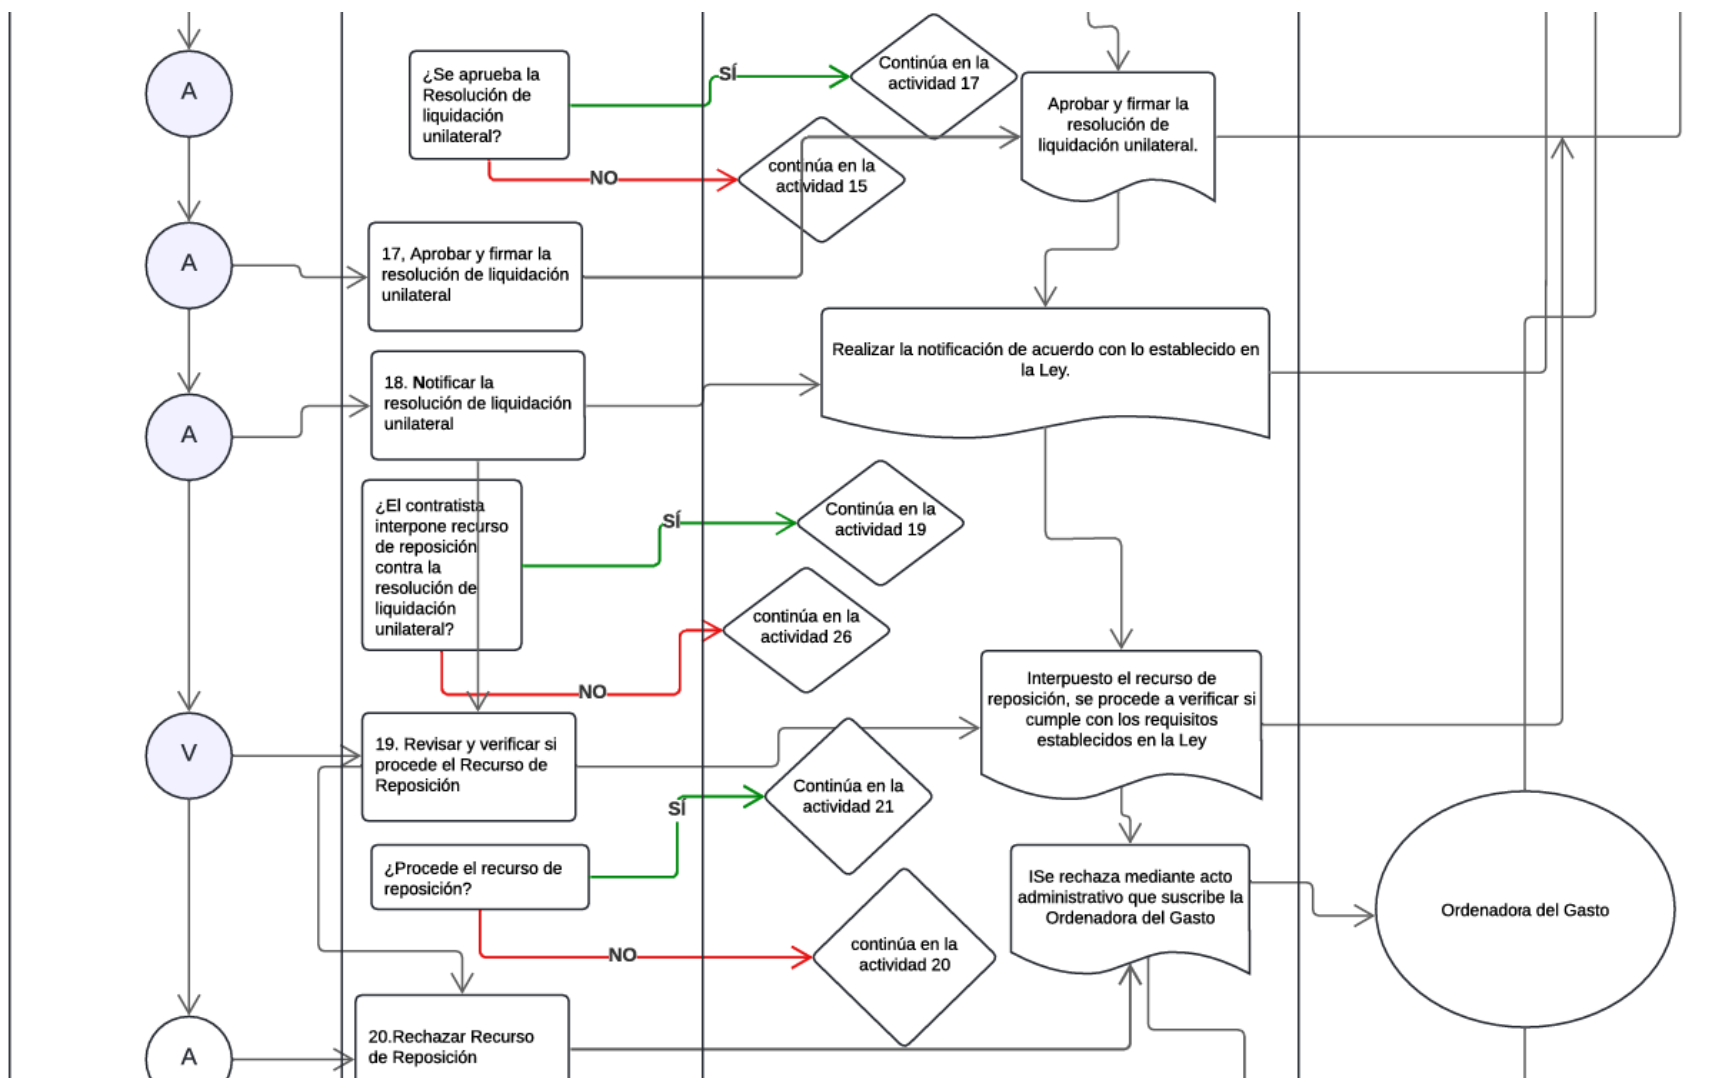 A
¿Se aprueba la
Resolución de
liquidación
unilateral?
SÍ
Continúa en la
actividad 17
NO
continúa en la
actividad 15
Aprobar y firmar la
resolución de
liquidación unilateral.
A
17, Aprobar y firmar la
resolución de liquidación
unilateral
Realizar la notificación de acuerdo con lo establecido en
la Ley.
A
18. Notificar la
resolución de liquidación
unilateral
¿El contratista
interpone recurso
de reposición
contra la
resolución de
liquidación
unilateral?
SÍ
Continúa en la
actividad 19
NO
continúa en la
actividad 26
Interpuesto el recurso de
reposición, se procede a verificar si
cumple con los requisitos
establecidos en la Ley
V
19. Revisar y verificar si
procede el Recurso de
Reposición
SÍ
Continúa en la
actividad 21
¿Procede el recurso de
reposición?
NO
continúa en la
actividad 20
ISe rechaza mediante acto
administrativo que suscribe la
Ordenadora del Gasto
Ordenadora del Gasto
A
20.Rechazar Recurso
de Reposición